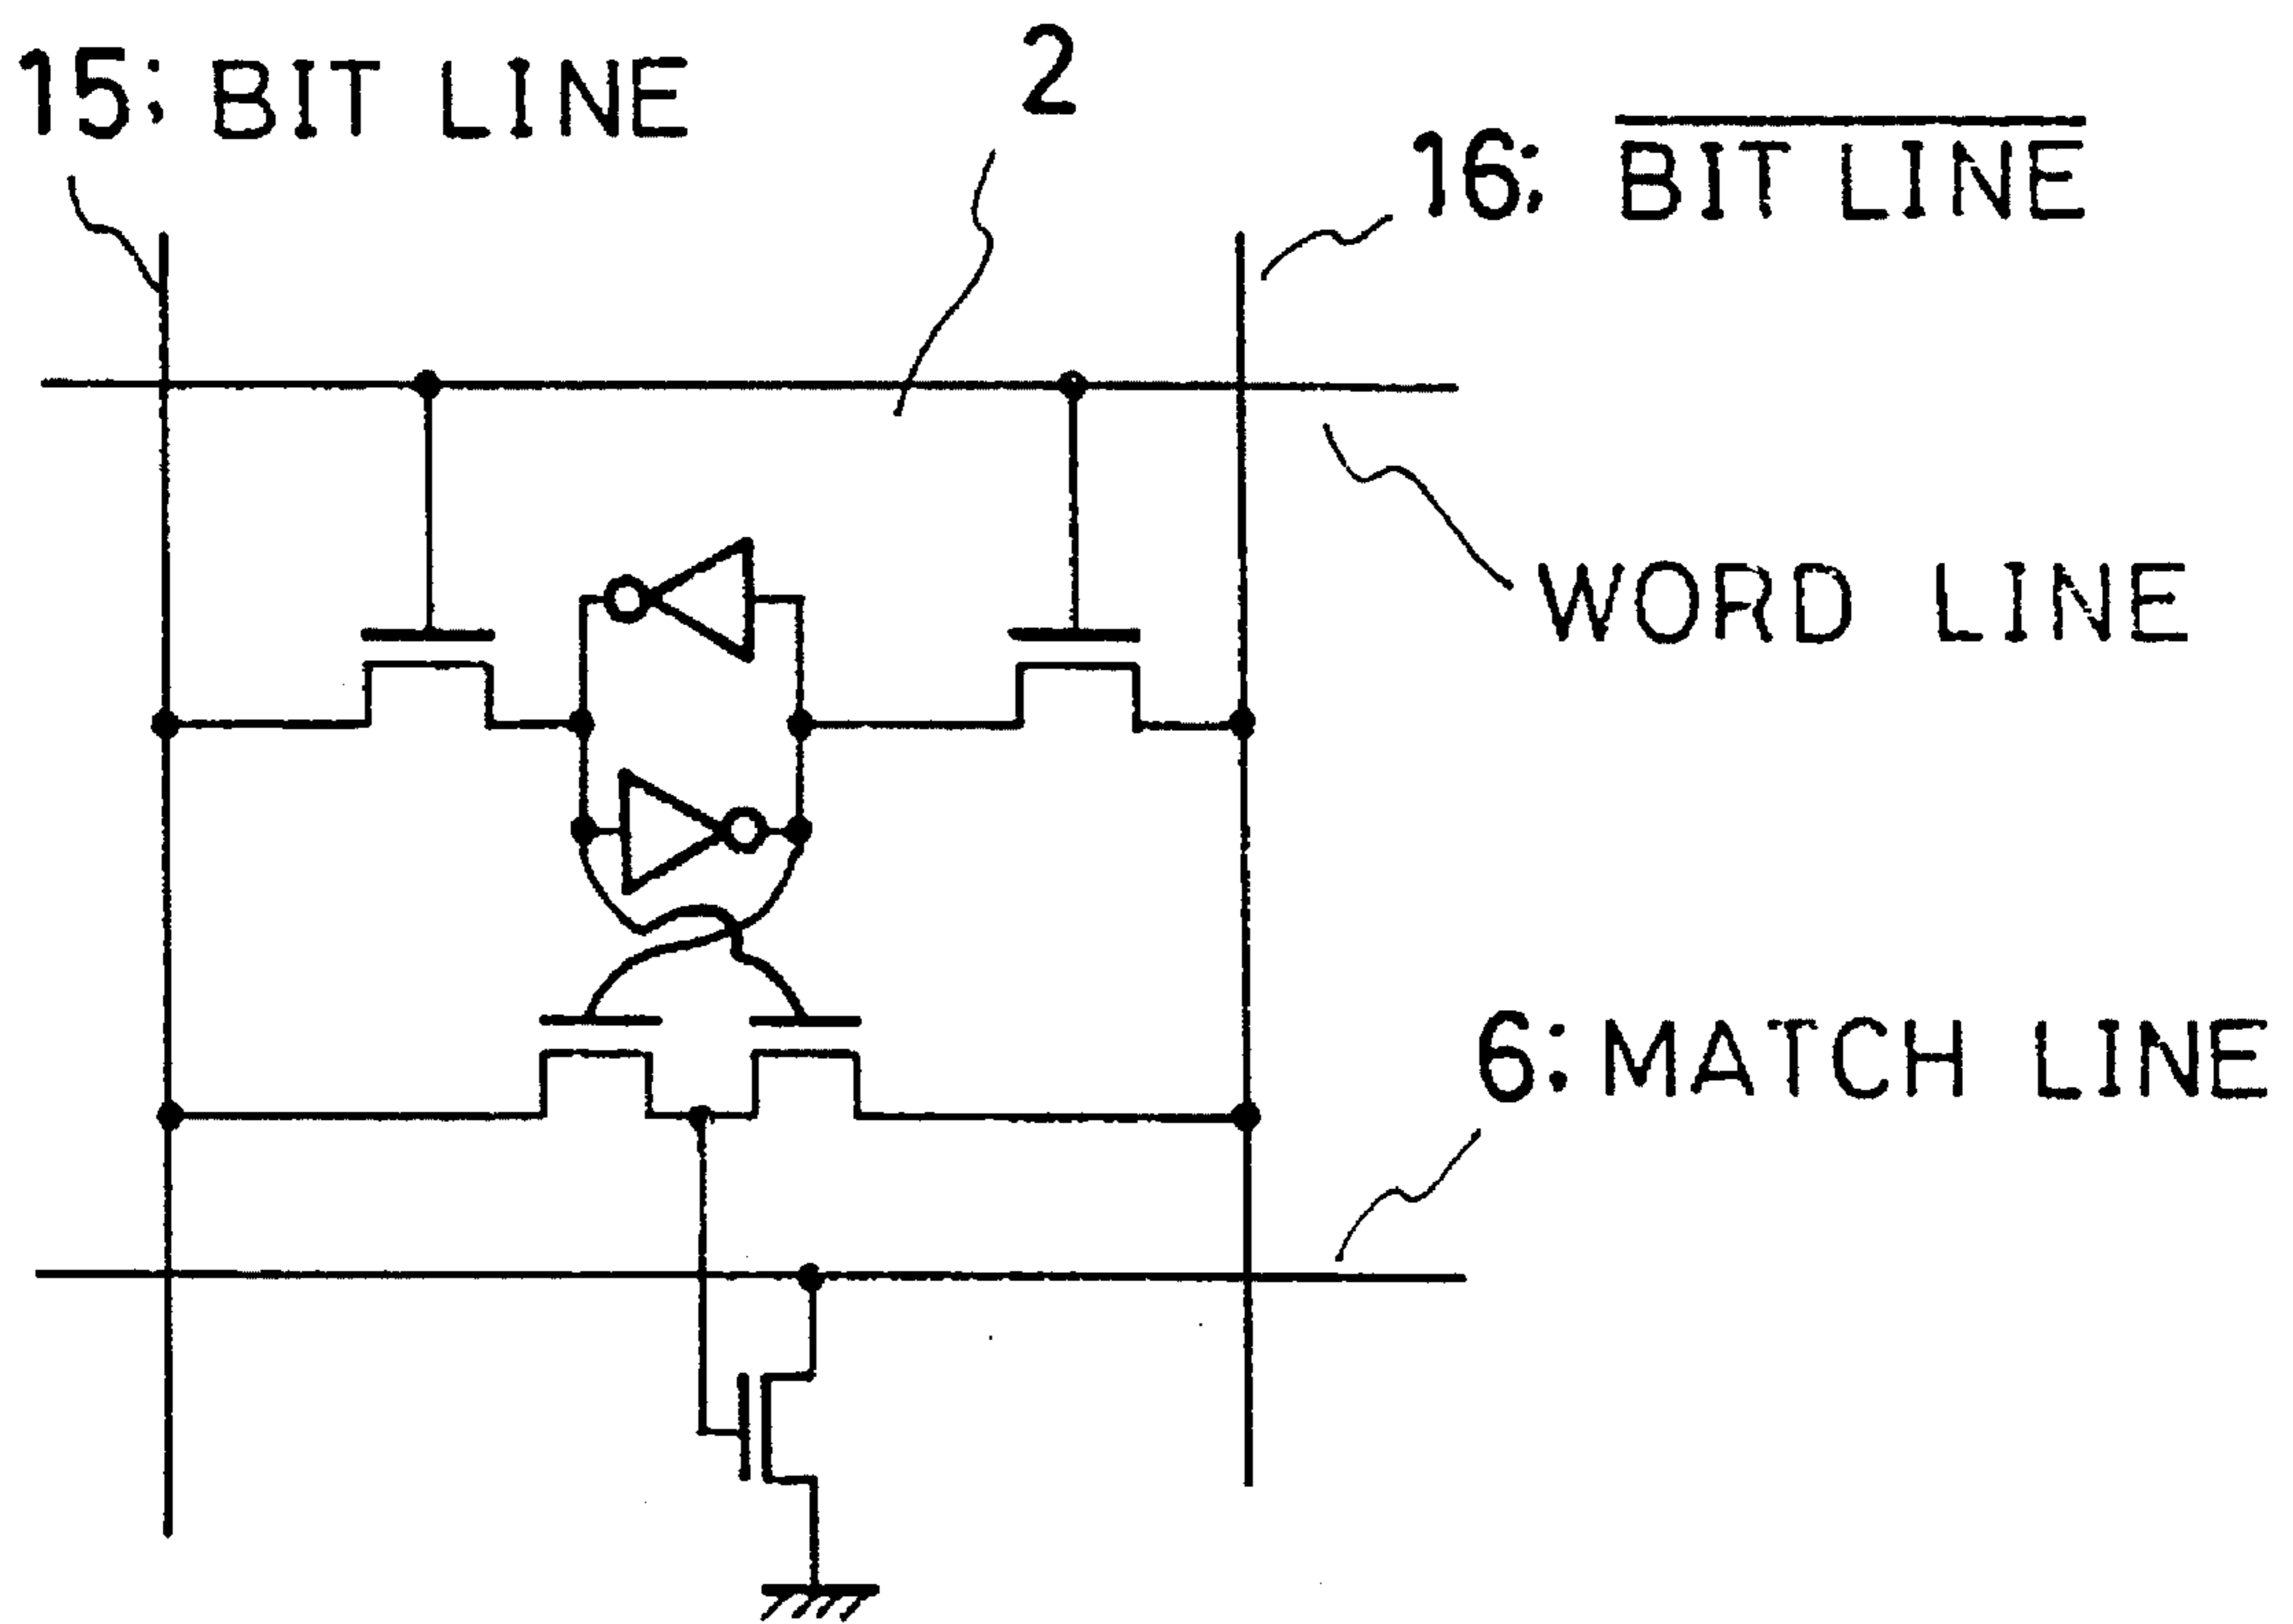 15; BIT LINE
2
16; BIT LINE
WORD LINE
6; MATCH LINE